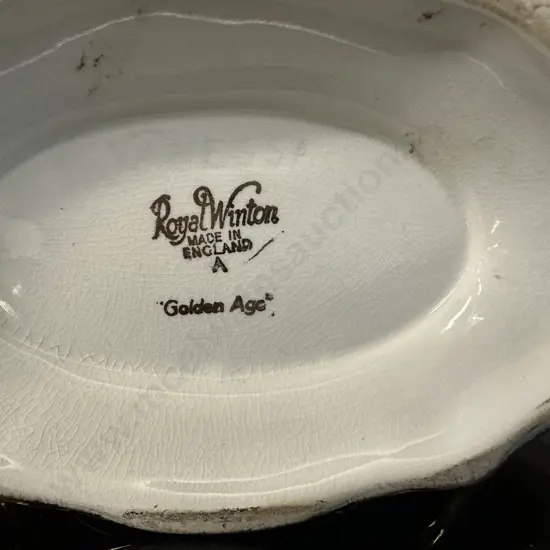 Royal Winton
MADE IN
ENGLAND
A
"Golden Age"